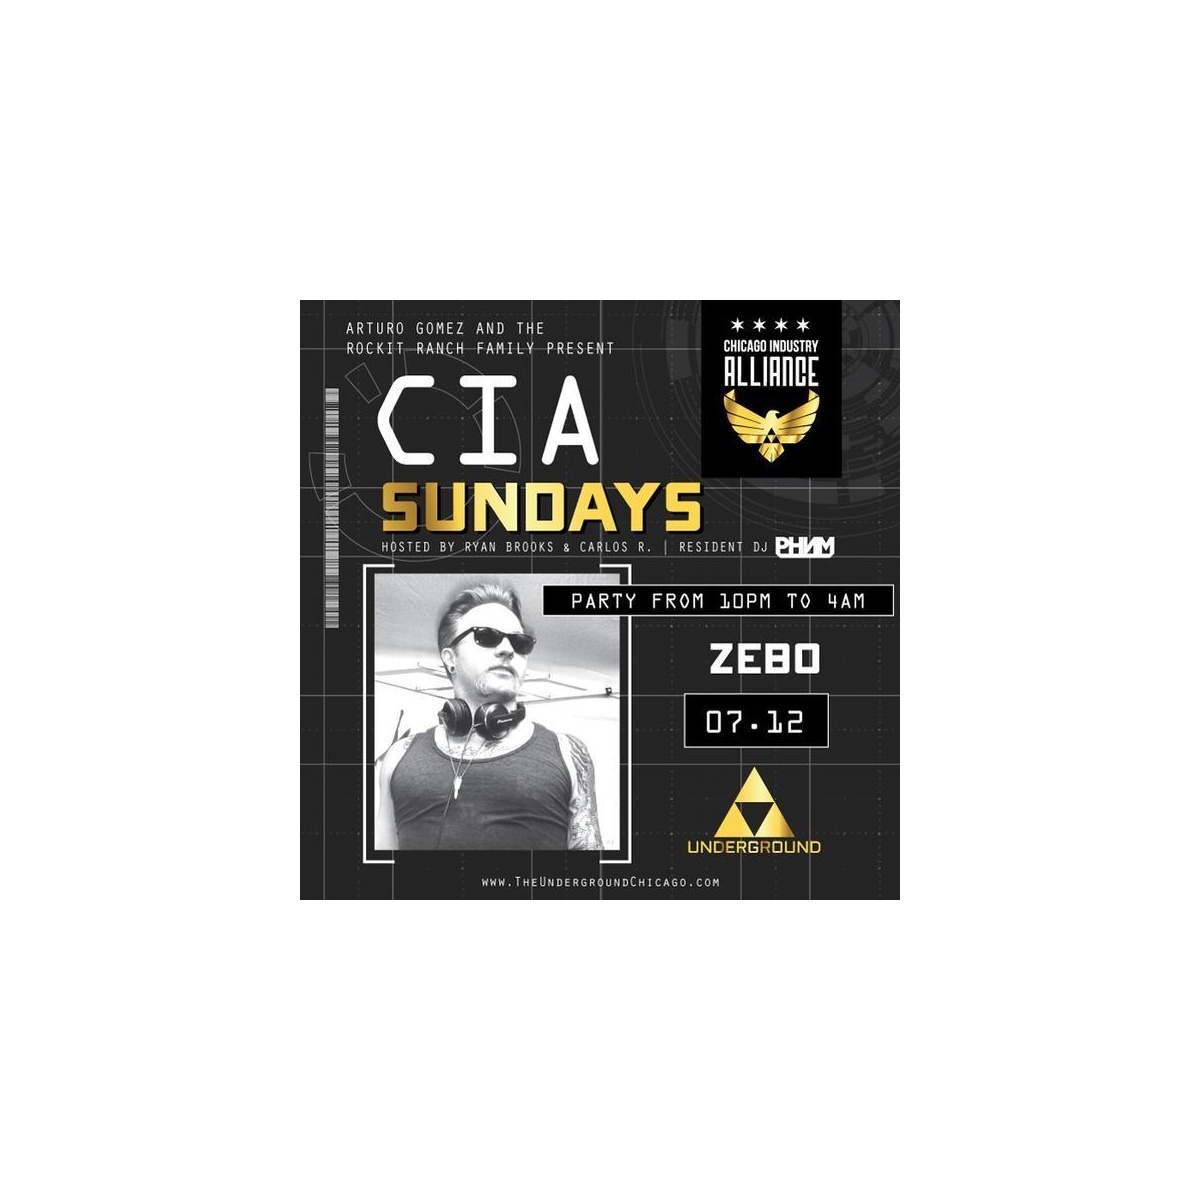 ARTURO GOMEZ AND THE
ROCKIT RANCH FAMILY PRESENT
CIA
SUNDAYS
HOSTED BY RYAN BROOKS & CARLOS R. | RESIDENT DJ PHNM
CHICAGO INDUSTRY
ALLIANCE
PARTY FROM 10PM TO 4AM
ZEBO
07.12
UNDERGROUND
www.TheUndergroundChicago.com